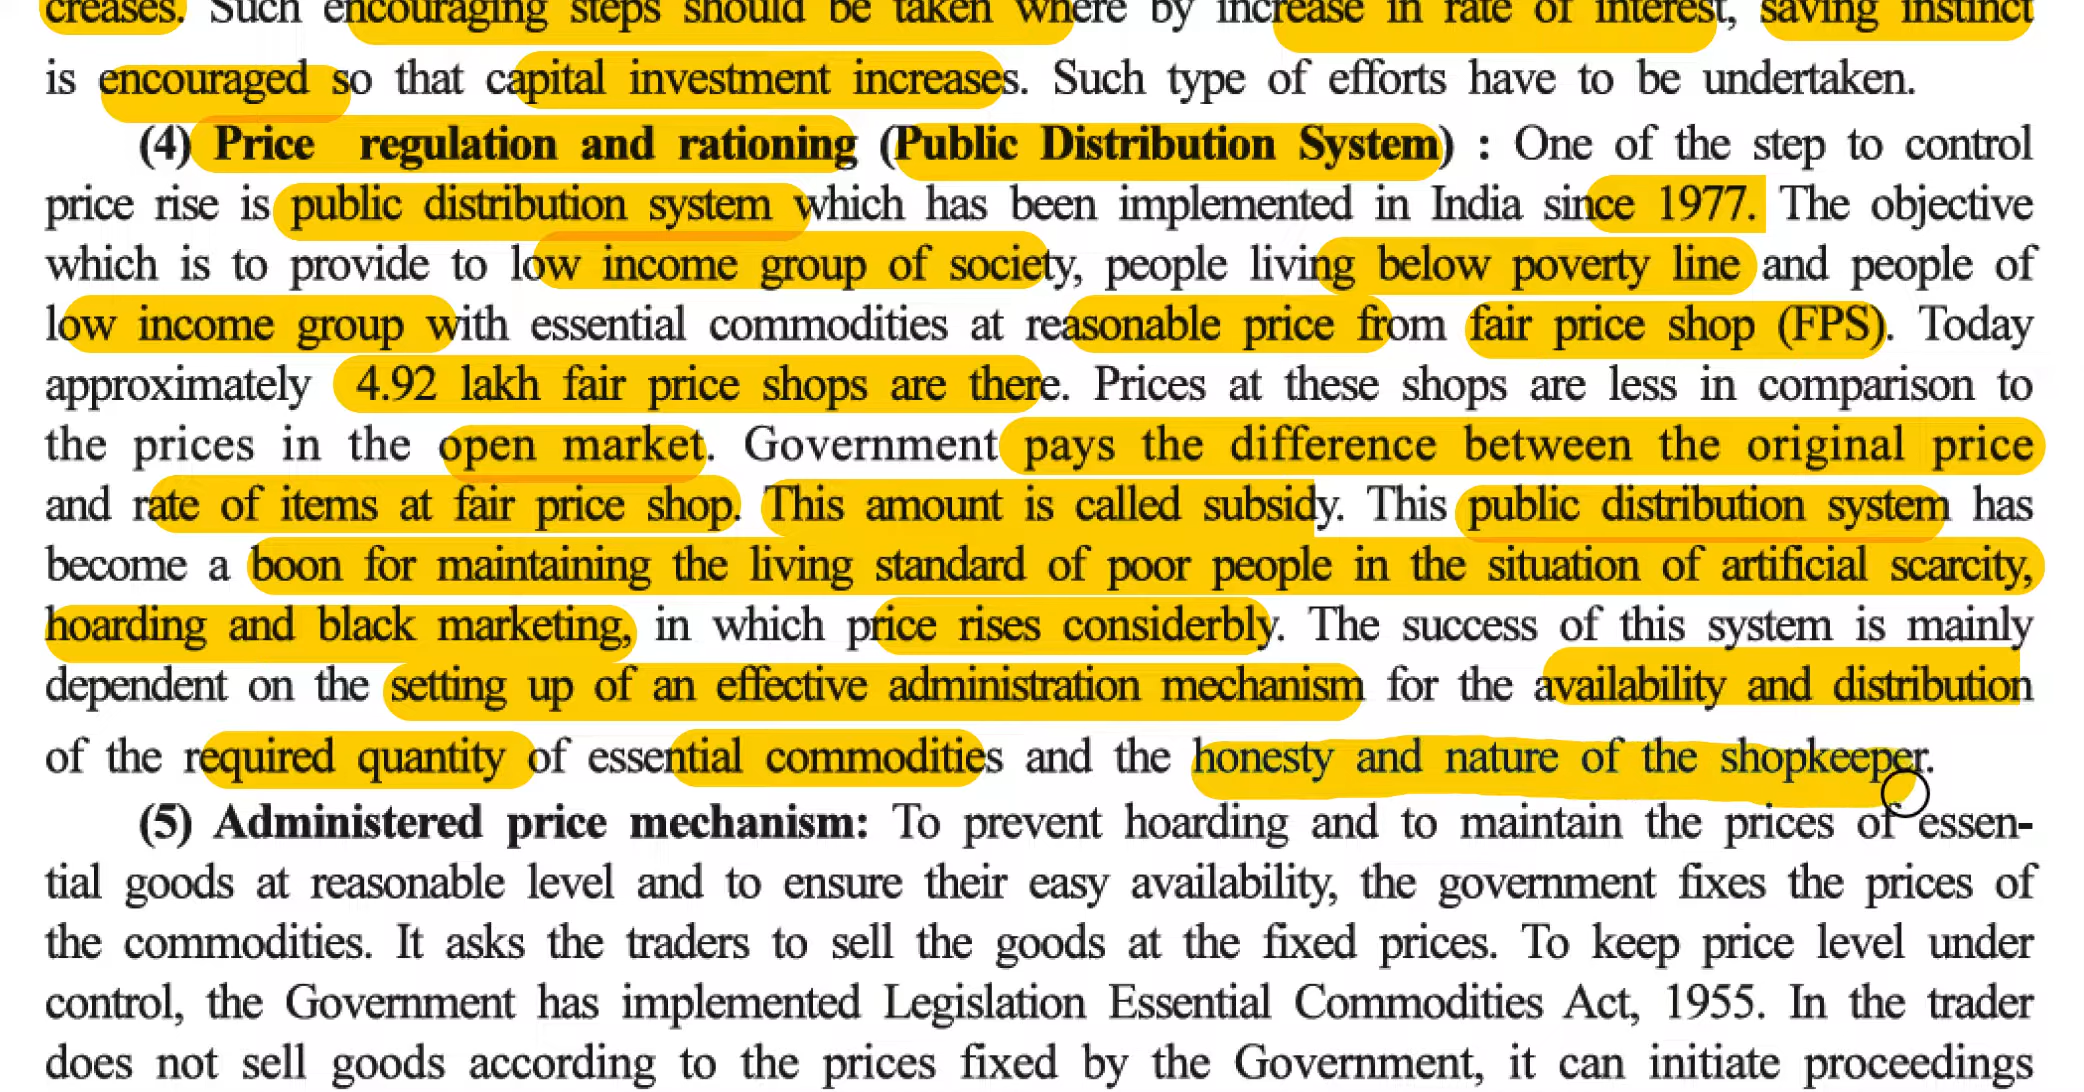 creases. Such encouraging steps should be taken where by increase in rate of interest, saving instinct
is encouraged so that capital investment increases. Such type of efforts have to be undertaken.
(4) Price regulation and rationing (Public Distribution System) : One of the step to control
price rise is public distribution system which has been implemented in India since 1977. The objective
which is to provide to low income group of society, people living below poverty line and people of
low income group with essential commodities at reasonable price from fair price shop (FPS). Today
approximately 4.92 lakh fair price shops are there. Prices at these shops are less in comparison to
the prices in the open market. Government pays the difference between the original price
and rate of items at fair price shop. This amount is called subsidy. This public distribution system has
become a boon for maintaining the living standard of poor people in the situation of artificial scarcity,
hoarding and black marketing, in which price rises considerbly. The success of this system is mainly
dependent on the setting up of an effective administration mechanism for the availability and distribution
of the required quantity of essential commodities and the honesty and nature of the shopkeeper.
(5) Administered price mechanism: To prevent hoarding and to maintain the prices of essen-
tial goods at reasonable level and to ensure their easy availability, the government fixes the prices of
the commodities. It asks the traders to sell the goods at the fixed prices. To keep price level under
control, the Government has implemented Legislation Essential Commodities Act, 1955. In the trader
does not sell goods according to the prices fixed by the Government, it can initiate proceedings